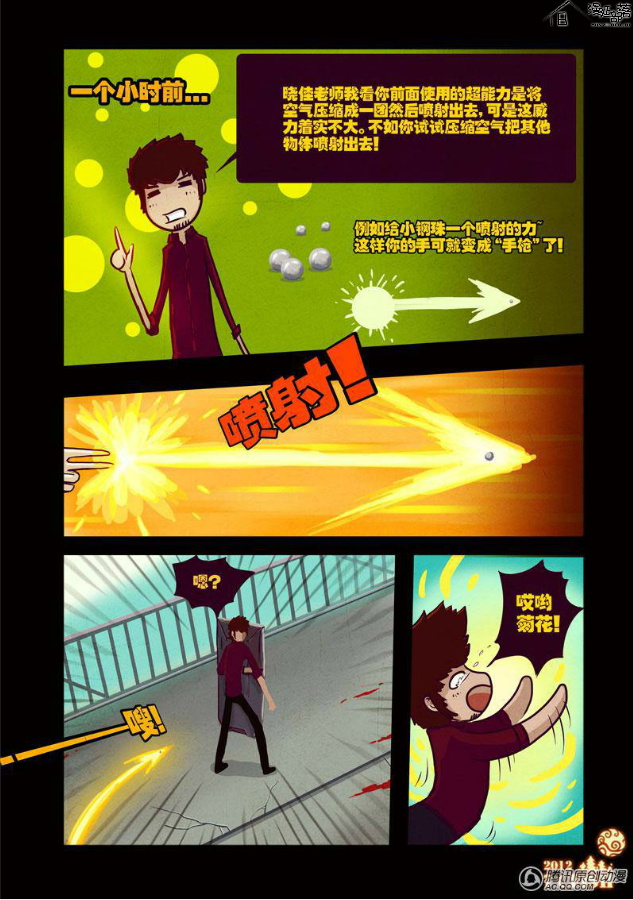 漫画部落
一个小时前...
晓佳老师我看你前面使用的超能力是将
空气压缩成一团然后喷射出去，可是这威
力着实不大。不如你试试压缩空气把其他
物体喷射出去！
例如给小钢珠一个喷射的力~
这样你的手可就变成“手枪”了！
喷射！
嗯？
嗖！
哎哟
菊花！
2012
腾讯原创动漫
AC.QQ.COM